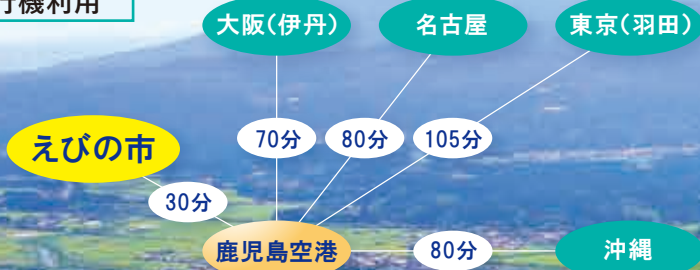 行機利用
大阪(伊丹)
名古屋
東京(羽田)
えびの市
70分
80分
105分
30分
鹿児島空港
80分
沖縄